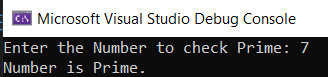 Microsoft Visual Studio Debug Console
Enter the Number to check Prime: 7
Number is Prime.